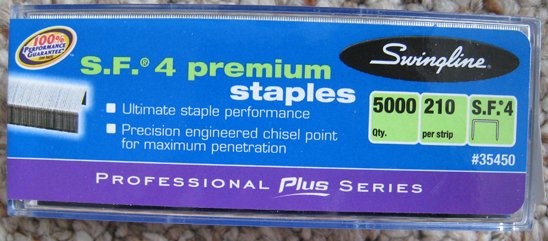 100%
PERFORMANCE
GUARANTEE
S.F.® 4 premium
staples
Ultimate staple performance
Precision engineered chisel point
for maximum penetration
Swingline®
5000
Qty.
210
per strip
S.F.®4
#35450
PROFESSIONAL Plus SERIES